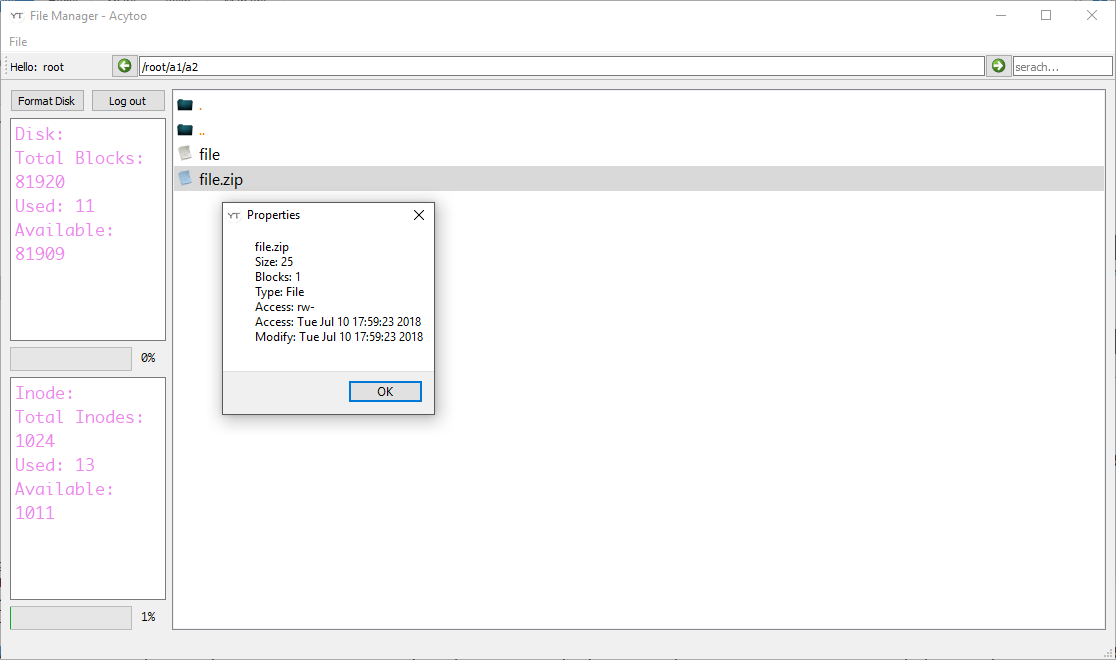 YT File Manager - Acytoo
File
Hello: root
/root/a1/a2
serach...
Format Disk
Log out
Disk:
Total Blocks:
81920
Used: 11
Available:
81909
0%
Inode:
Total Inodes:
1024
Used: 13
Available:
1011
1%
.
..
file
file.zip
YT Properties
file.zip
Size: 25
Blocks: 1
Type: File
Access: rw-
Access: Tue Jul 10 17:59:23 2018
Modify: Tue Jul 10 17:59:23 2018
OK